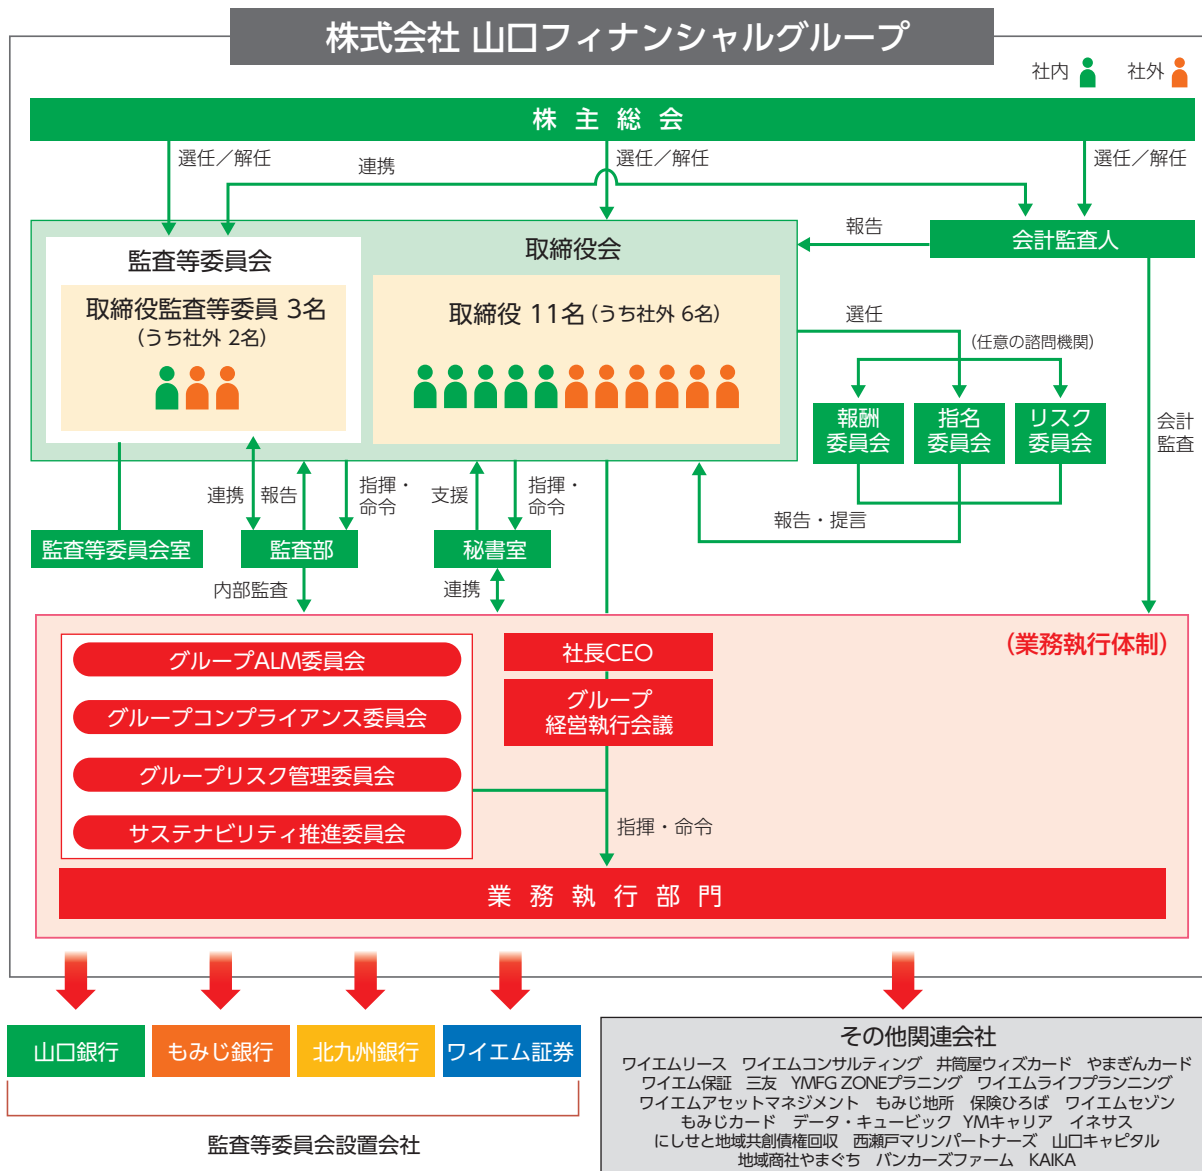 株式会社 山口フィナンシャルグループ
社内
社外
株主総会
選任／解任
連携
選任／解任
選任／解任
監査等委員会
取締役監査等委員 3名
(うち社外 2名)
取締役会
取締役 11名 (うち社外 6名)
報告
会計監査人
選任
(任意の諮問機関)
報酬
委員会
指名
委員会
リスク
委員会
会計
監査
連携
報告
指揮・
命令
支援
指揮・
命令
報告・提言
監査等委員会室
監査部
秘書室
内部監査
連携
(業務執行体制)
グループALM委員会
グループコンプライアンス委員会
グループリスク管理委員会
サステナビリティ推進委員会
社長CEO
グループ
経営執行会議
指揮・命令
業務執行部門
山口銀行
もみじ銀行
北九州銀行
ワイエム証券
監査等委員会設置会社
その他関連会社
ワイエムリース ワイエムコンサルティング 井筒屋ウィズカード やまぎんカード
ワイエム保証 三友 YMFG ZONEプラニング ワイエムライフプランニング
ワイエムアセットマネジメント もみじ地所 保険ひろば ワイエムセゾン
もみじカード データ・キュービック YMキャリア イネサス
にしせと地域共創債権回収 西瀬戸マリンパートナーズ 山口キャピタル
地域商社やまぐち バンカーズファーム KAIKA